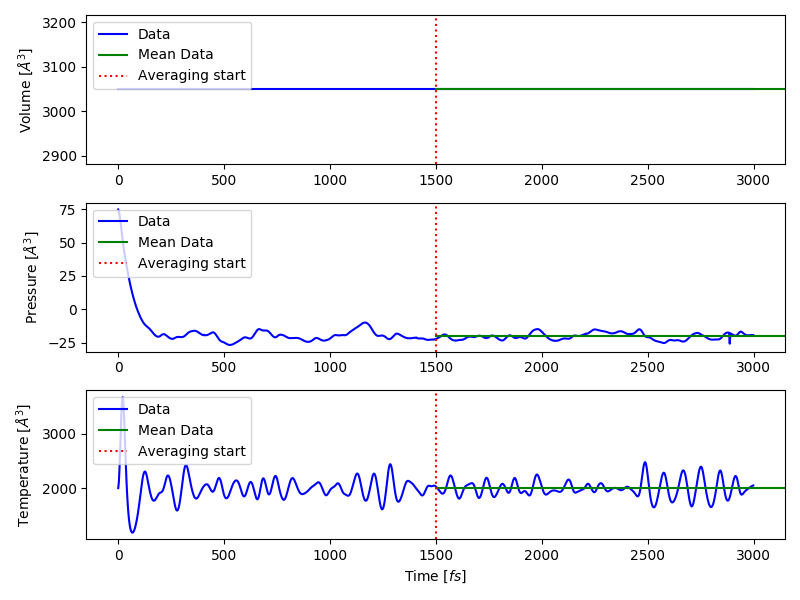 3200
3100
3000
2900
Volume [Å³]
Data
Mean Data
Averaging start
0 500 1000 1500 2000 2500 3000
75
50
25
0
−25
Pressure [Å³]
Data
Mean Data
Averaging start
0 500 1000 1500 2000 2500 3000
3000
2000
Temperature [Å³]
Data
Mean Data
Averaging start
0 500 1000 1500 2000 2500 3000
Time [fs]